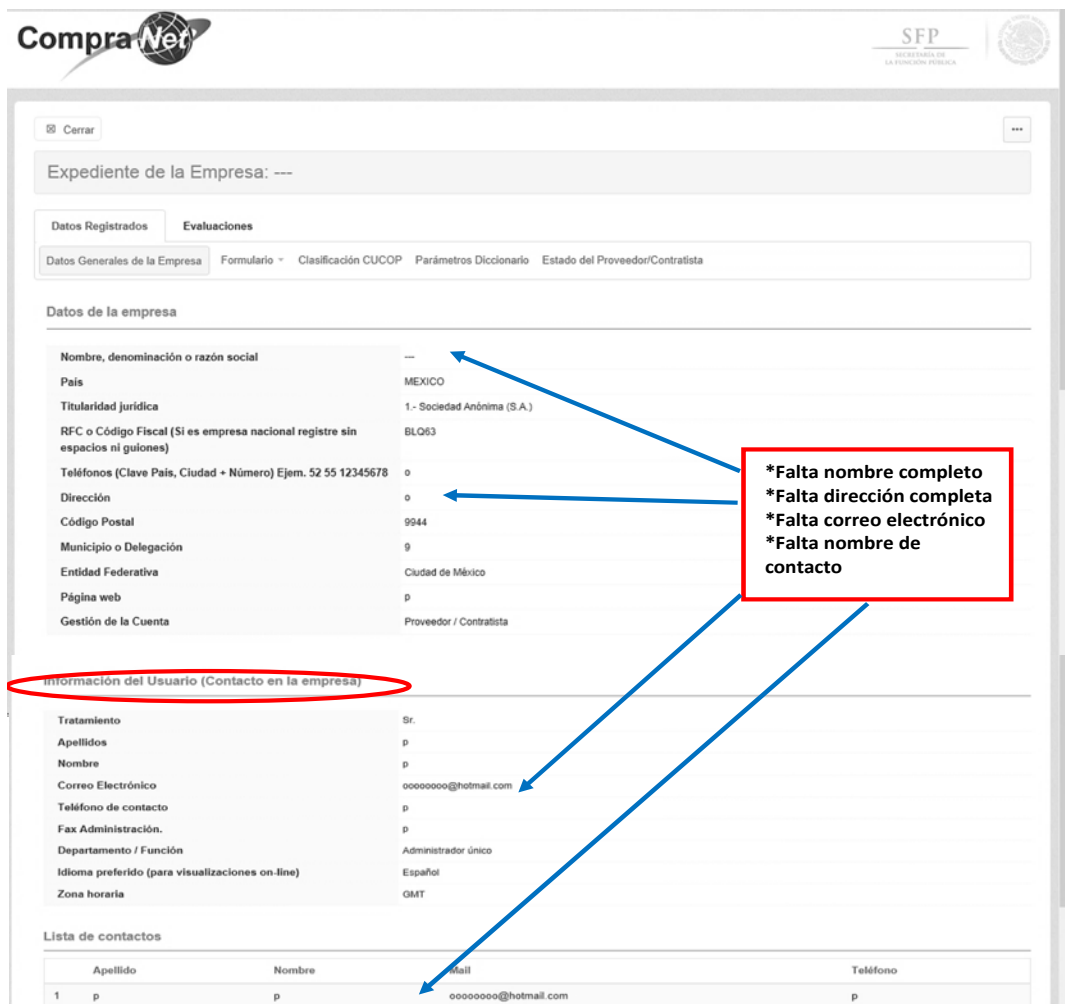 CompraNet
SFP
SECRETARÍA DE
LA FUNCIÓN PÚBLICA
Cerrar
...
Expediente de la Empresa: ---
Datos Registrados Evaluaciones
Datos Generales de la Empresa Formulario Clasificación CUCOP Parámetros Diccionario Estado del Proveedor/Contratista
Datos de la empresa
Nombre, denominación o razón social ---
País MEXICO
Titularidad jurídica 1.- Sociedad Anónima (S.A.)
RFC o Código Fiscal (Si es empresa nacional registre sin BLQ63
espacios ni guiones)
Teléfonos (Clave País, Ciudad + Número) Ejem. 52 55 12345678 o
Dirección o
Código Postal 9944
Municipio o Delegación 9
Entidad Federativa Ciudad de México
Página web p
Gestión de la Cuenta Proveedor / Contratista
*Falta nombre completo
*Falta dirección completa
*Falta correo electrónico
*Falta nombre de
contacto
Información del Usuario (Contacto en la empresa)
Tratamiento Sr.
Apellidos p
Nombre p
Correo Electrónico oooooooo@hotmail.com
Teléfono de contacto p
Fax Administración. p
Departamento / Función Administrador único
Idioma preferido (para visualizaciones on-line) Español
Zona horaria GMT
Lista de contactos
Apellido Nombre Mail Teléfono
1 p p oooooooo@hotmail.com p